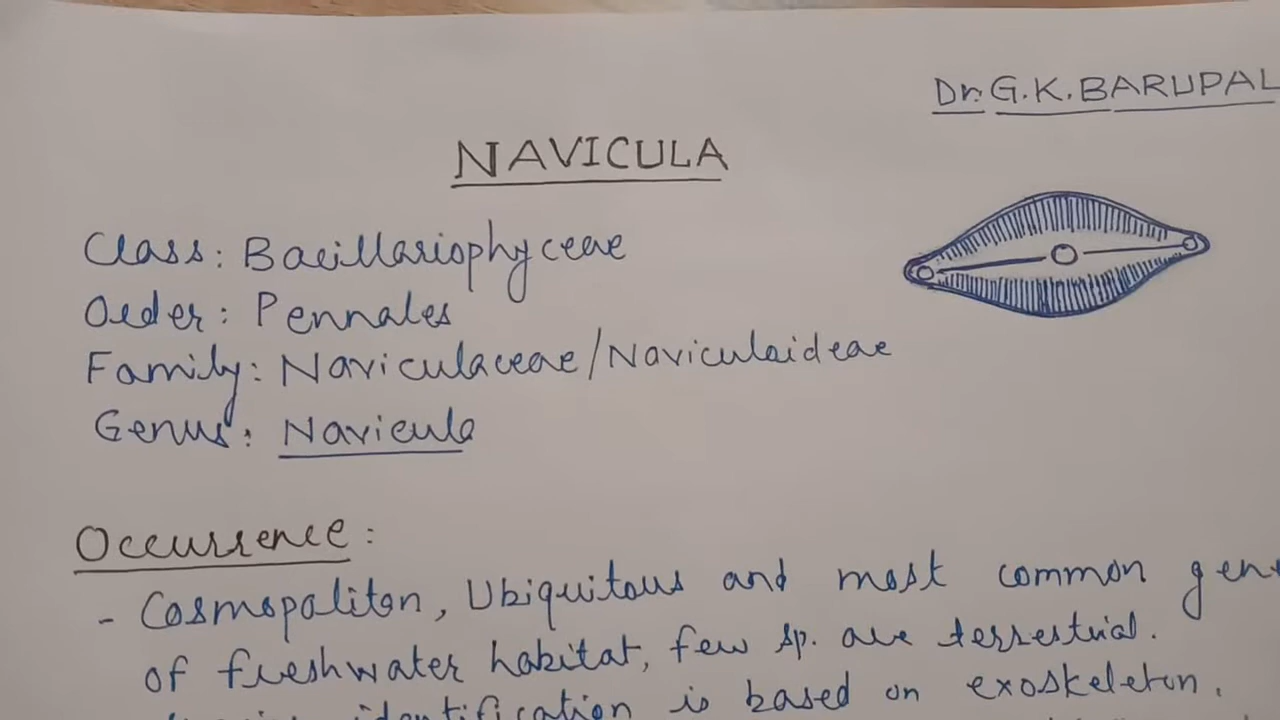 Dr. G.K. BARUPAL
NAVICULA
Class: Bacillariophyceae
Order: Pennales
Family: Naviculaceae/Naviculaideae
Genus: Navicula
Occurrence:
- Cosmopoliton, Ubiquitous and most common gen
of freshwater habitat, few sp. are terrestrial.
identification is based on exoskeleton.